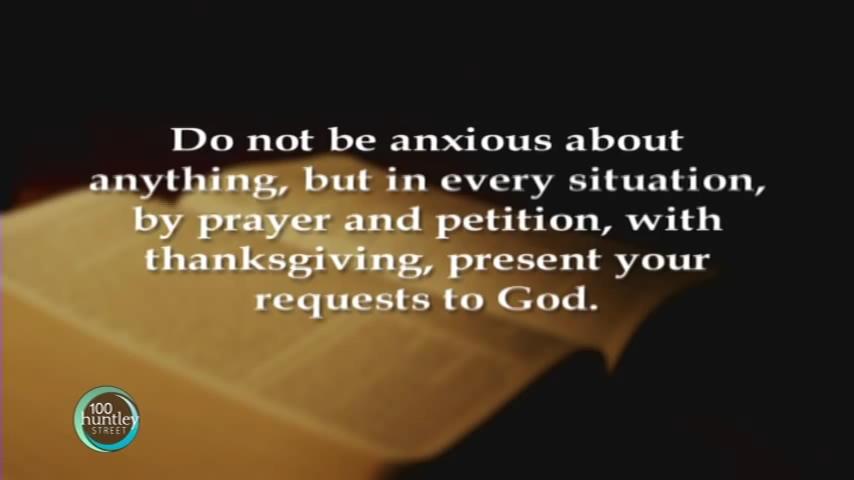 Do not be anxious about
anything, but in every situation,
by prayer and petition, with
thanksgiving, present your
requests to God.
100
huntley
STREET